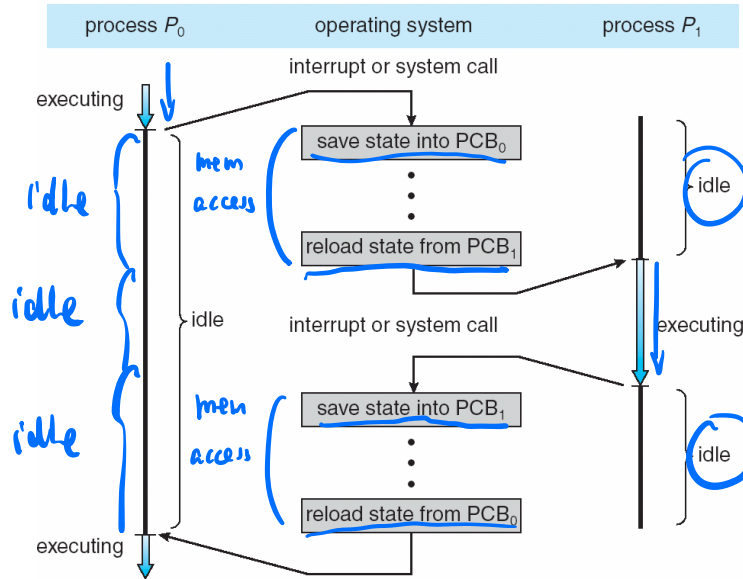 process P0 operating system process P1
interrupt or system call
executing
save state into PCB0
mem
access
idle
idle
reload state from PCB1
idle
idle
interrupt or system call
executing
mem
access
save state into PCB1
idle
idle
reload state from PCB0
executing